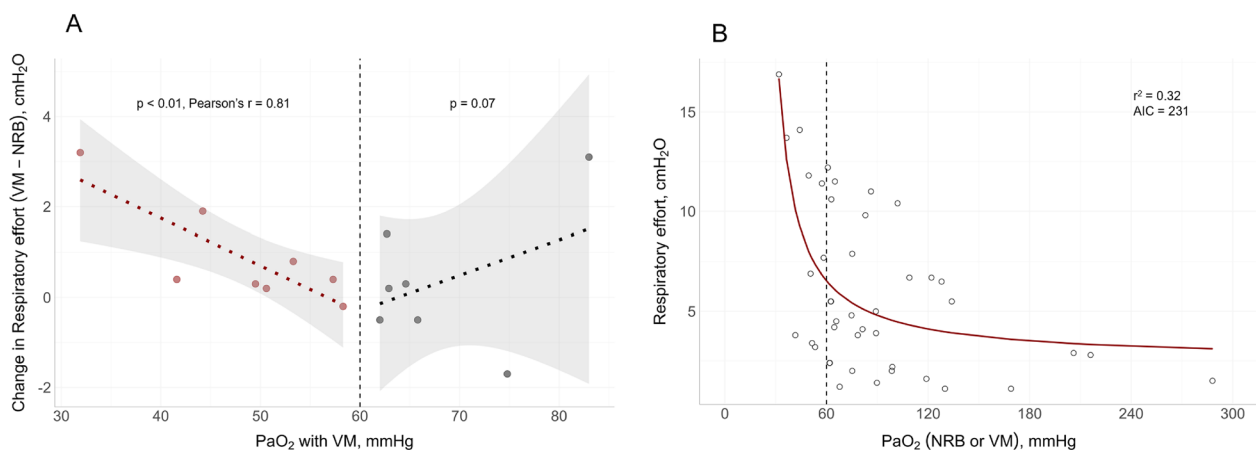 A
Change in Respiratory effort (VM − NRB), cmH₂O
4
2
0
-2
p < 0.01, Pearson's r = 0.81
p = 0.07
30
40
50
60
70
80
PaO₂ with VM, mmHg
B
Respiratory effort, cmH₂O
15
10
5
r² = 0.32
AIC = 231
0
60
120
180
240
300
PaO₂ (NRB or VM), mmHg